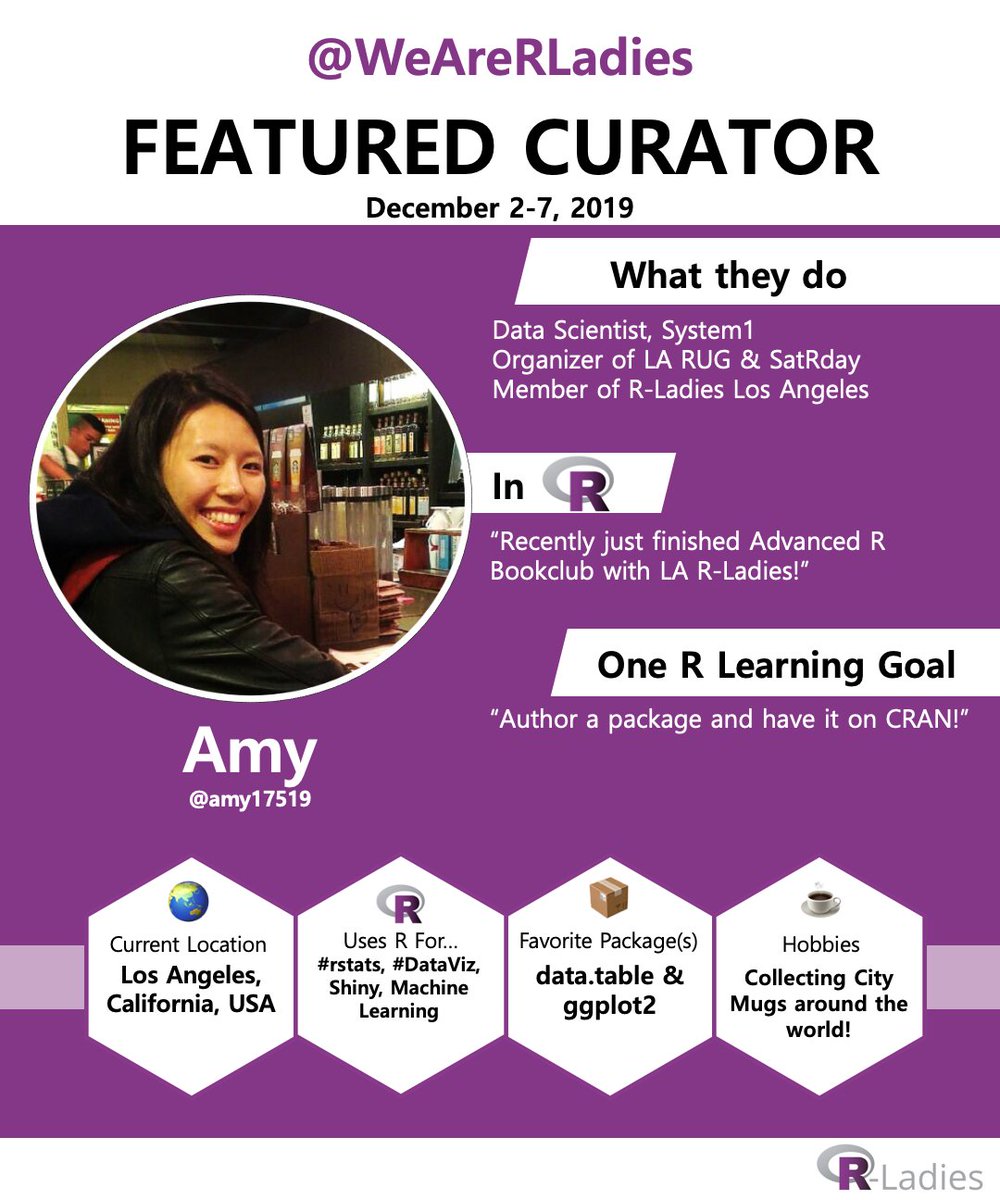 @WeAreRLadies
FEATURED CURATOR
December 2-7, 2019
What they do
Data Scientist, System1
Organizer of LA RUG & SatRday
Member of R-Ladies Los Angeles
In R
“Recently just finished Advanced R
Bookclub with LA R-Ladies!”
One R Learning Goal
“Author a package and have it on CRAN!”
Amy
@amy17519
Current Location
Los Angeles,
California, USA
R
Uses R For...
#rstats, #DataViz,
Shiny, Machine
Learning
Favorite Package(s)
data.table &
ggplot2
Hobbies
Collecting City
Mugs around the
world!
R-Ladies